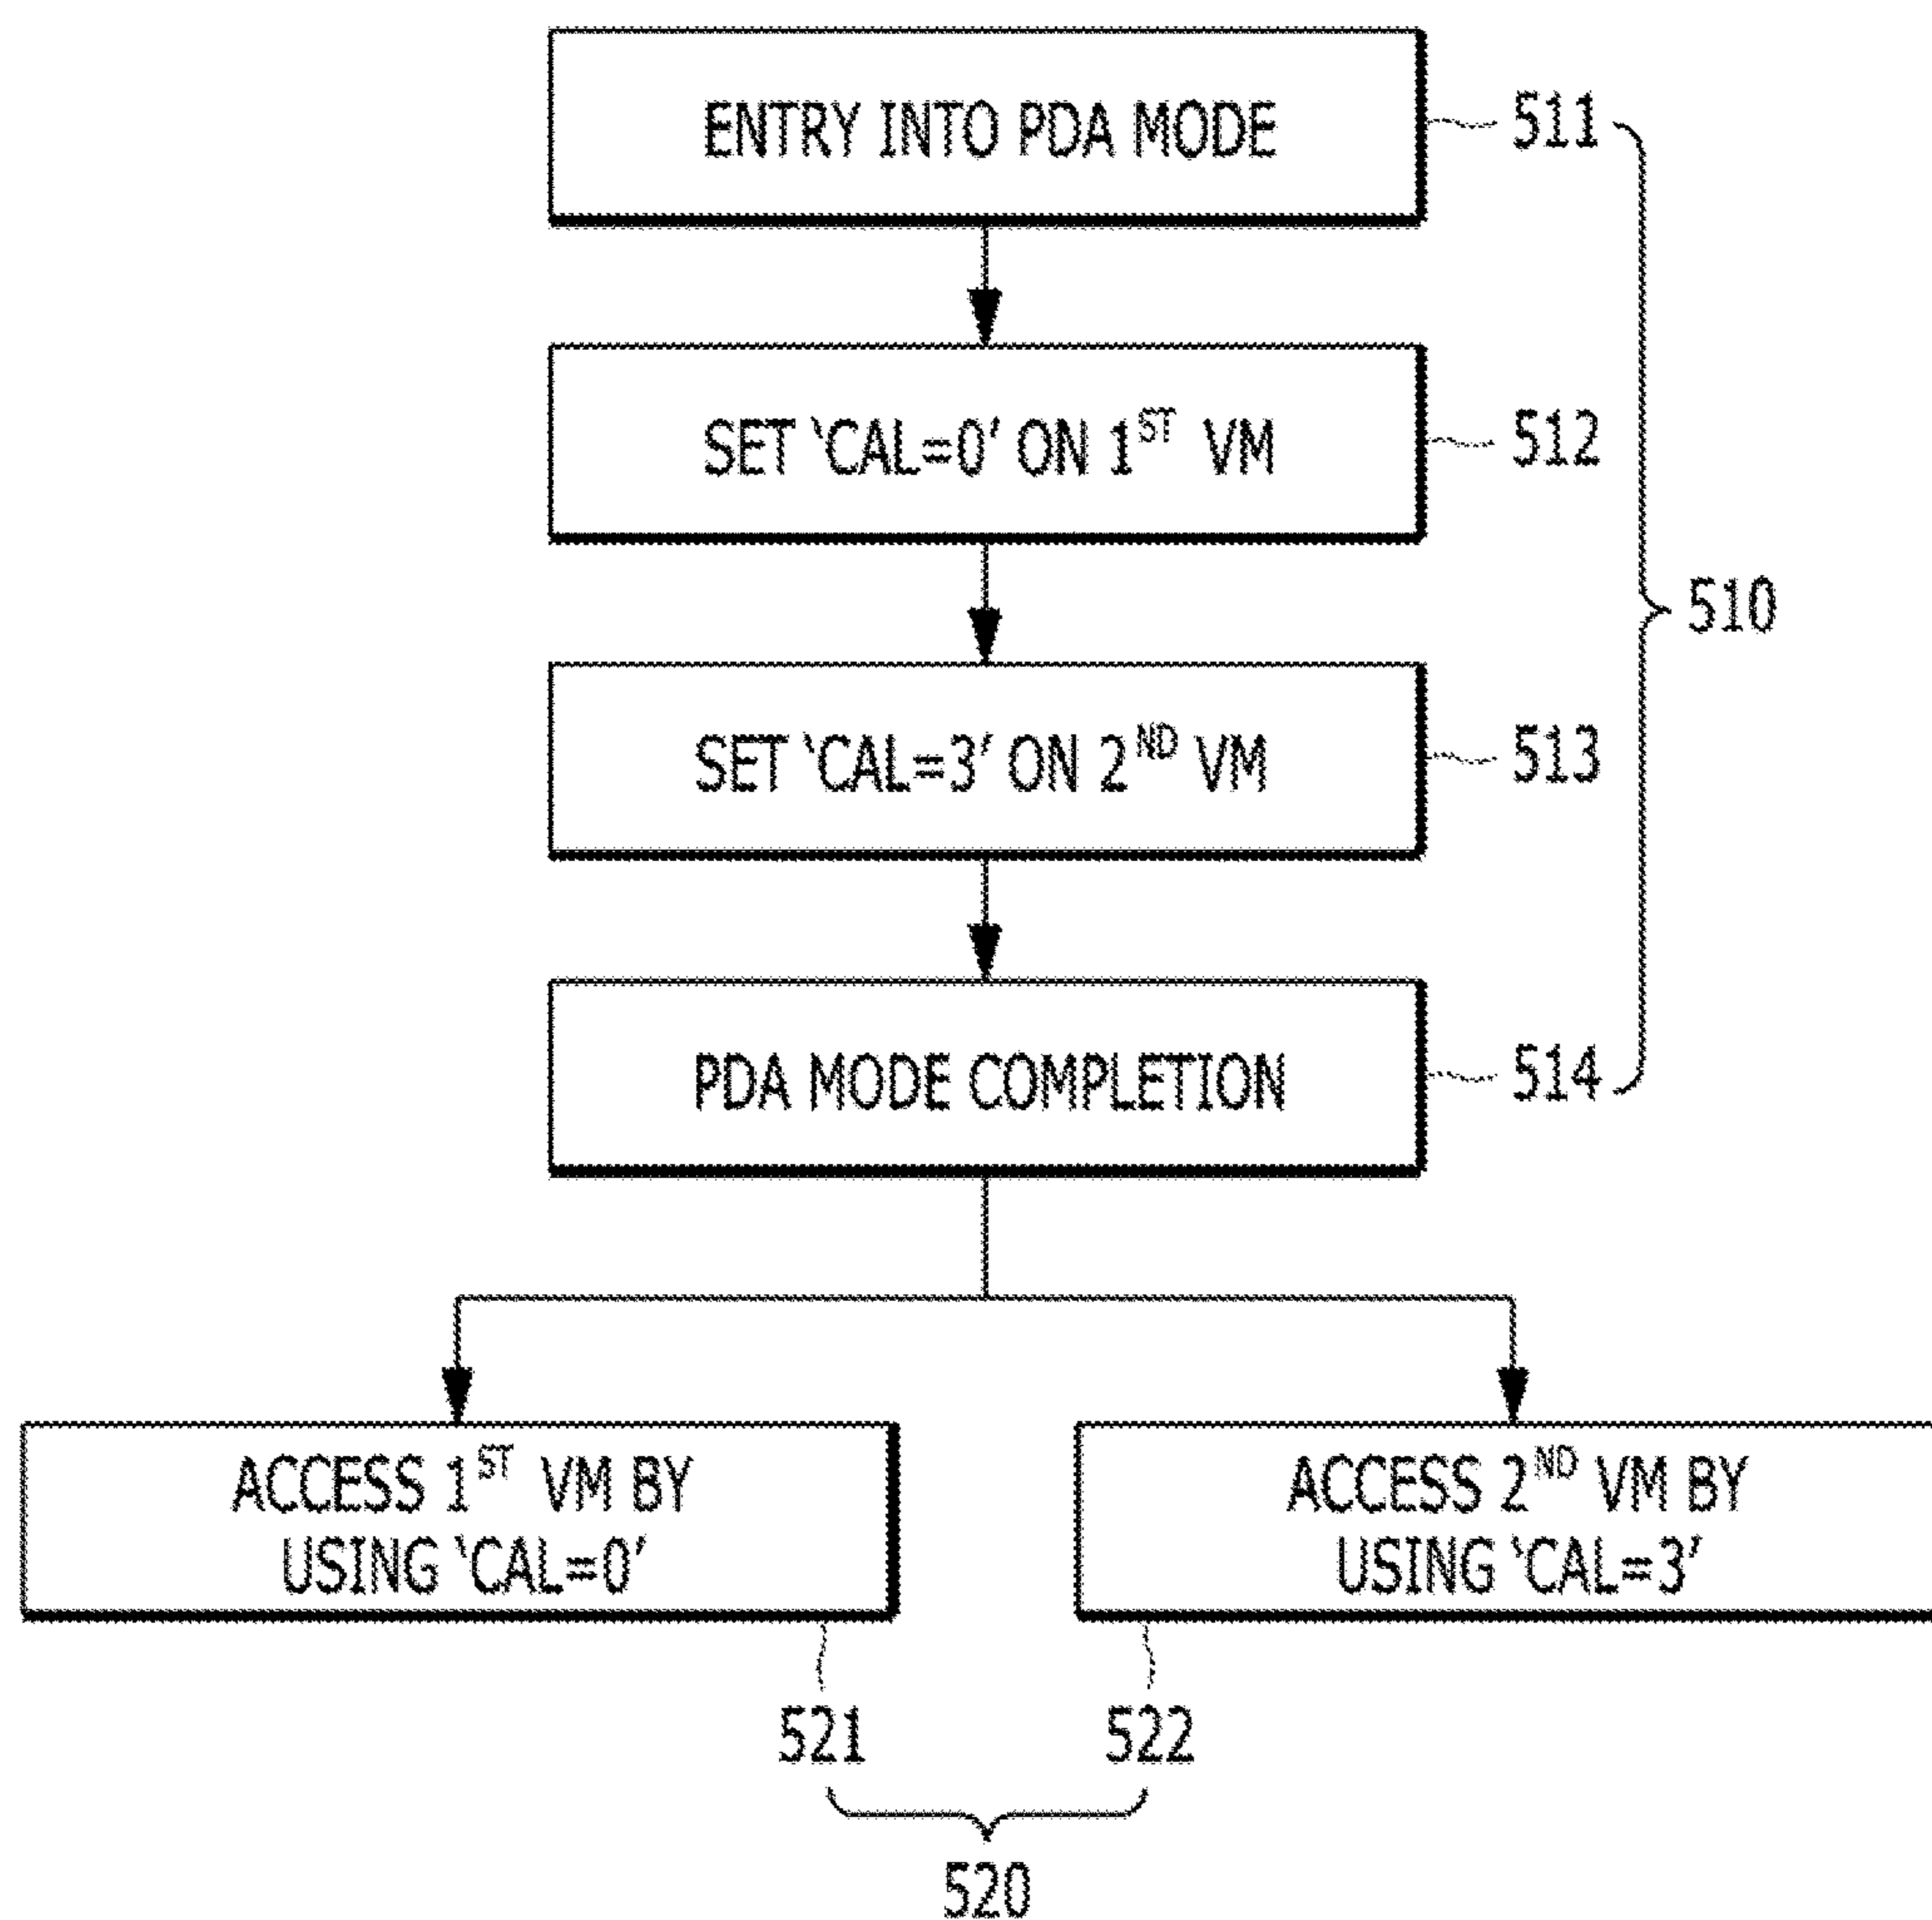 ENTRY INTO PDA MODE
511
SET ‘CAL=0’ ON 1ST VM
512
510
SET ‘CAL=3’ ON 2ND VM
513
PDA MODE COMPLETION
514
ACCESS 1ST VM BY
USING ‘CAL=0’
ACCESS 2ND VM BY
USING ‘CAL=3’
521
522
520